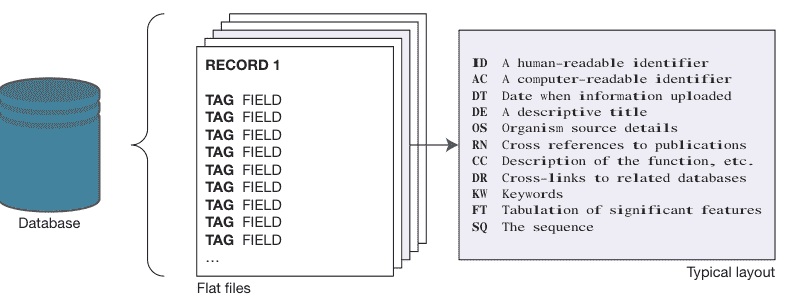 RECORD 1
TAG FIELD
TAG FIELD
TAG FIELD
TAG FIELD
TAG FIELD
TAG FIELD
TAG FIELD
TAG FIELD
TAG FIELD
...
Database
Flat files
ID A human-readable identifier
AC A computer-readable identifier
DT Date when information uploaded
DE A descriptive title
OS Organism source details
RN Cross references to publications
CC Description of the function, etc.
DR Cross-links to related databases
KW Keywords
FT Tabulation of significant features
SQ The sequence
Typical layout